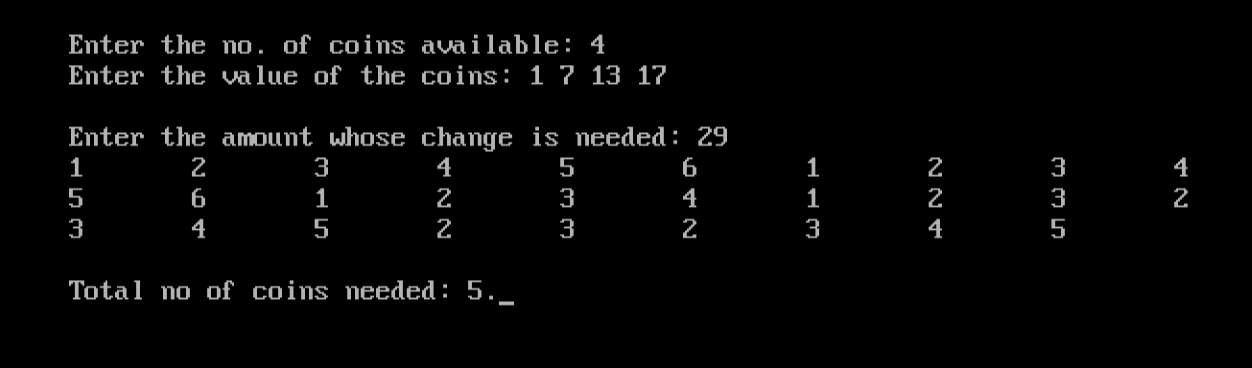 Enter the no. of coins available: 4
Enter the value of the coins: 1 7 13 17
Enter the amount whose change is needed: 29
1 2 3 4 5 6 1 2 3 4
5 6 1 2 3 4 1 2 3 2
3 4 5 2 3 2 3 4 5
Total no of coins needed: 5._